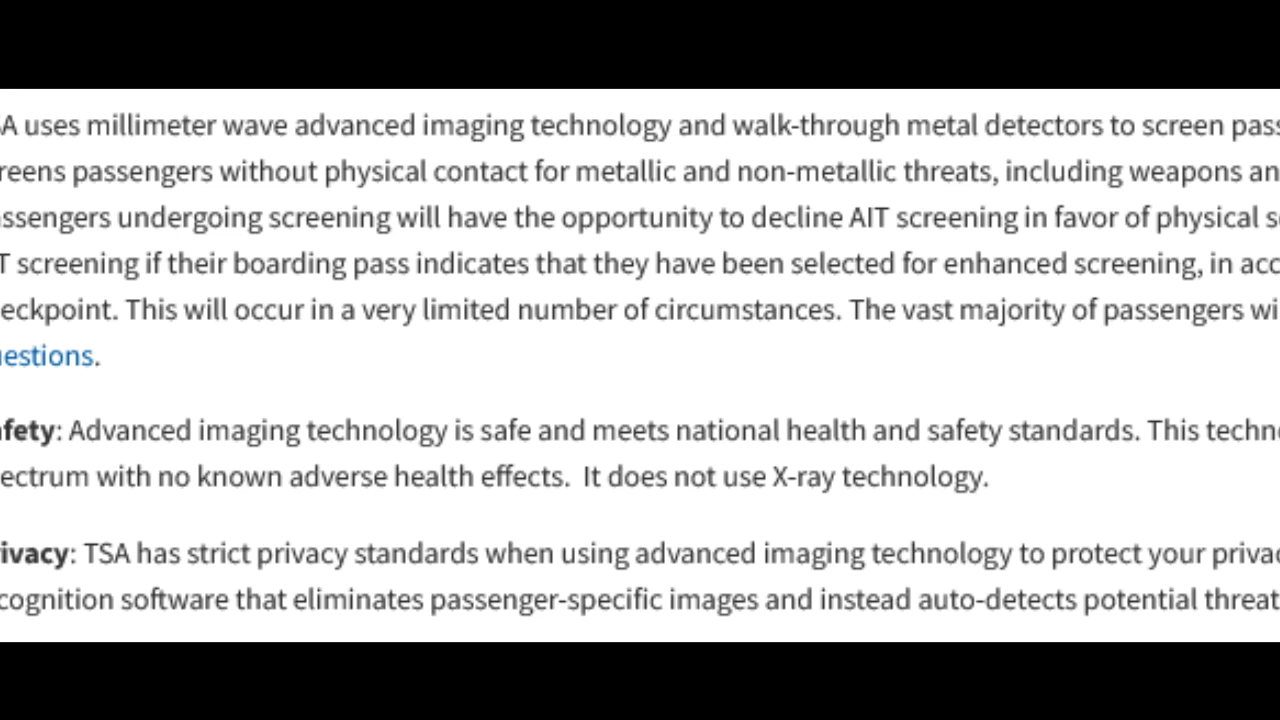 A uses millimeter wave advanced imaging technology and walk-through metal detectors to screen pass
reens passengers without physical contact for metallic and non-metallic threats, including weapons an
ssengers undergoing screening will have the opportunity to decline AIT screening in favor of physical s
T screening if their boarding pass indicates that they have been selected for enhanced screening, in acc
eckpoint. This will occur in a very limited number of circumstances. The vast majority of passengers wi
estions.
fety: Advanced imaging technology is safe and meets national health and safety standards. This techn
ectrum with no known adverse health effects. It does not use X-ray technology.
ivacy: TSA has strict privacy standards when using advanced imaging technology to protect your privac
cognition software that eliminates passenger-specific images and instead auto-detects potential threat